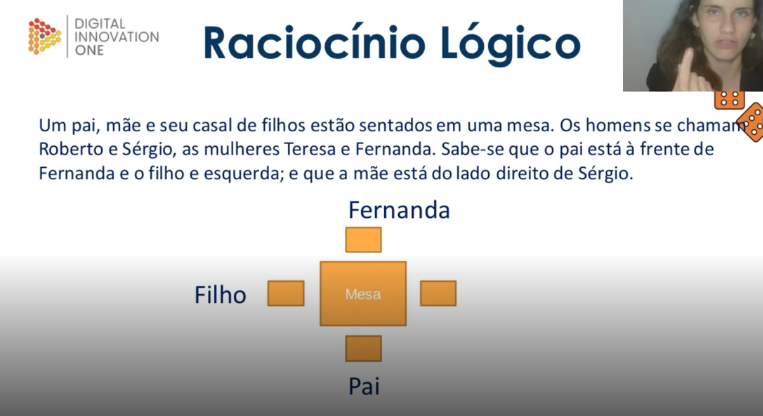 DIGITAL
INNOVATION
ONE
Raciocínio Lógico
Um pai, mãe e seu casal de filhos estão sentados em uma mesa. Os homens se chamam
Roberto e Sérgio, as mulheres Teresa e Fernanda. Sabe-se que o pai está à frente de
Fernanda e o filho e esquerda; e que a mãe está do lado direito de Sérgio.
Fernanda
Filho
Mesa
Pai